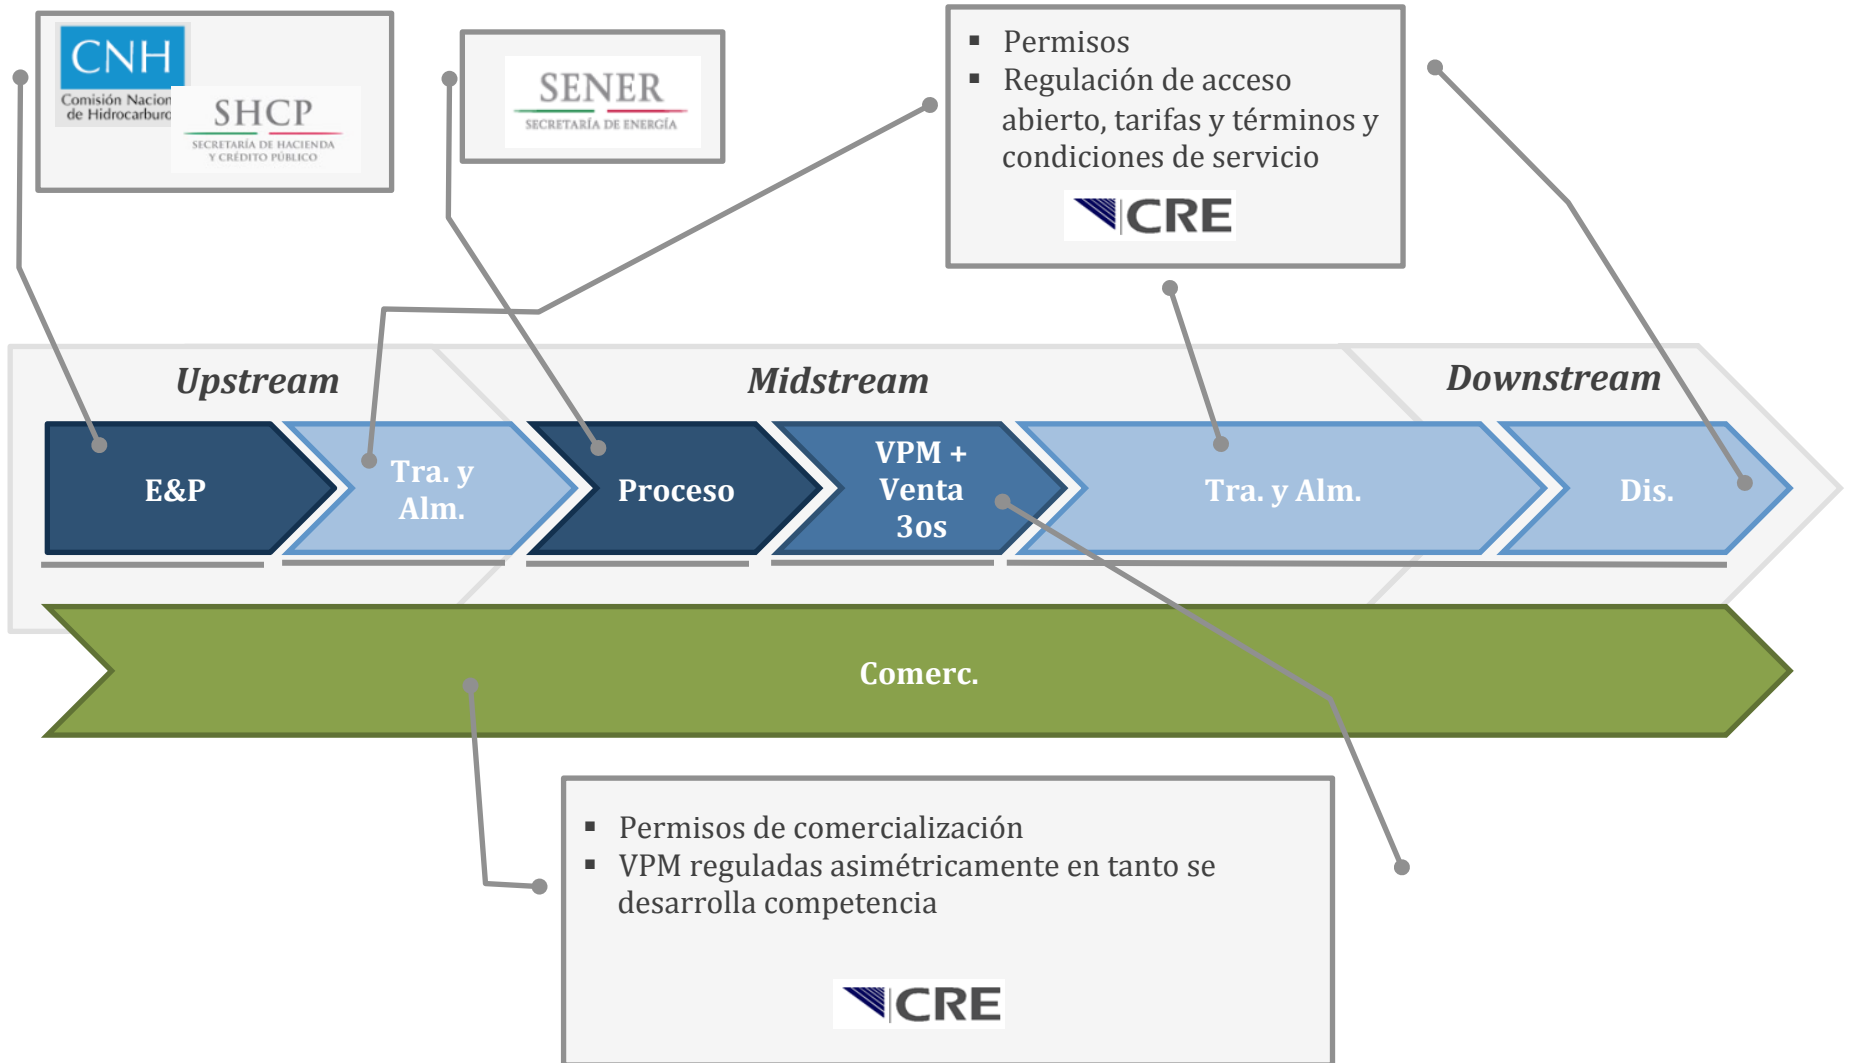 CNH
Comisión Nacion
de Hidrocarburo
SHCP
SECRETARÍA DE HACIENDA
Y CRÉDITO PÚBLICO
SENER
SECRETARÍA DE ENERGÍA
▪ Permisos
▪ Regulación de acceso
abierto, tarifas y términos y
condiciones de servicio
CRE
Upstream
Midstream
Downstream
E&P
Tra. y
Alm.
Proceso
VPM +
Venta
3os
Tra. y Alm.
Dis.
Comerc.
▪ Permisos de comercialización
▪ VPM reguladas asimétricamente en tanto se
desarrolla competencia
CRE